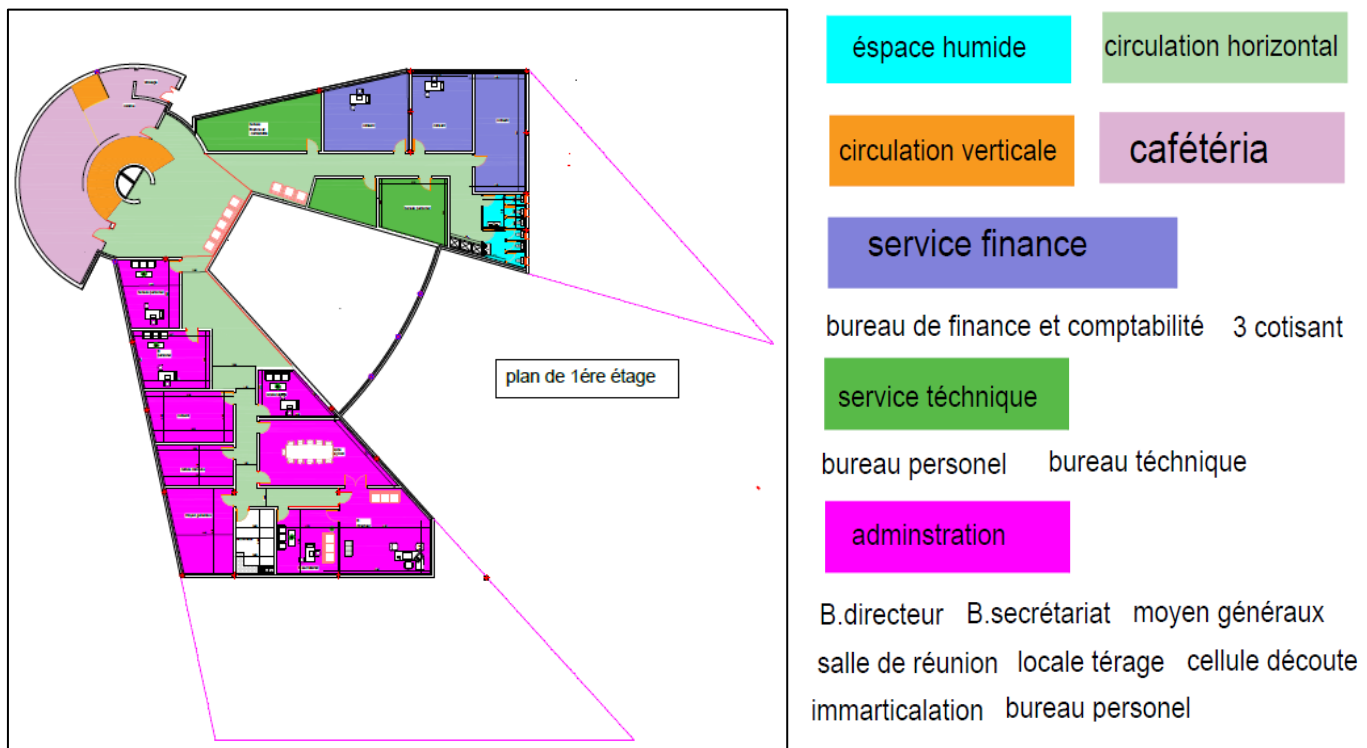 plan de 1ére étage
éspace humide
circulation horizontal
circulation verticale
cafétéria
service finance
bureau de finance et comptabilité 3 cotisant
service téchnique
bureau personel bureau téchnique
adminstration
B.directeur B.secrétariat moyen généraux
salle de réunion locale térage cellule découte
immarticalation bureau personel